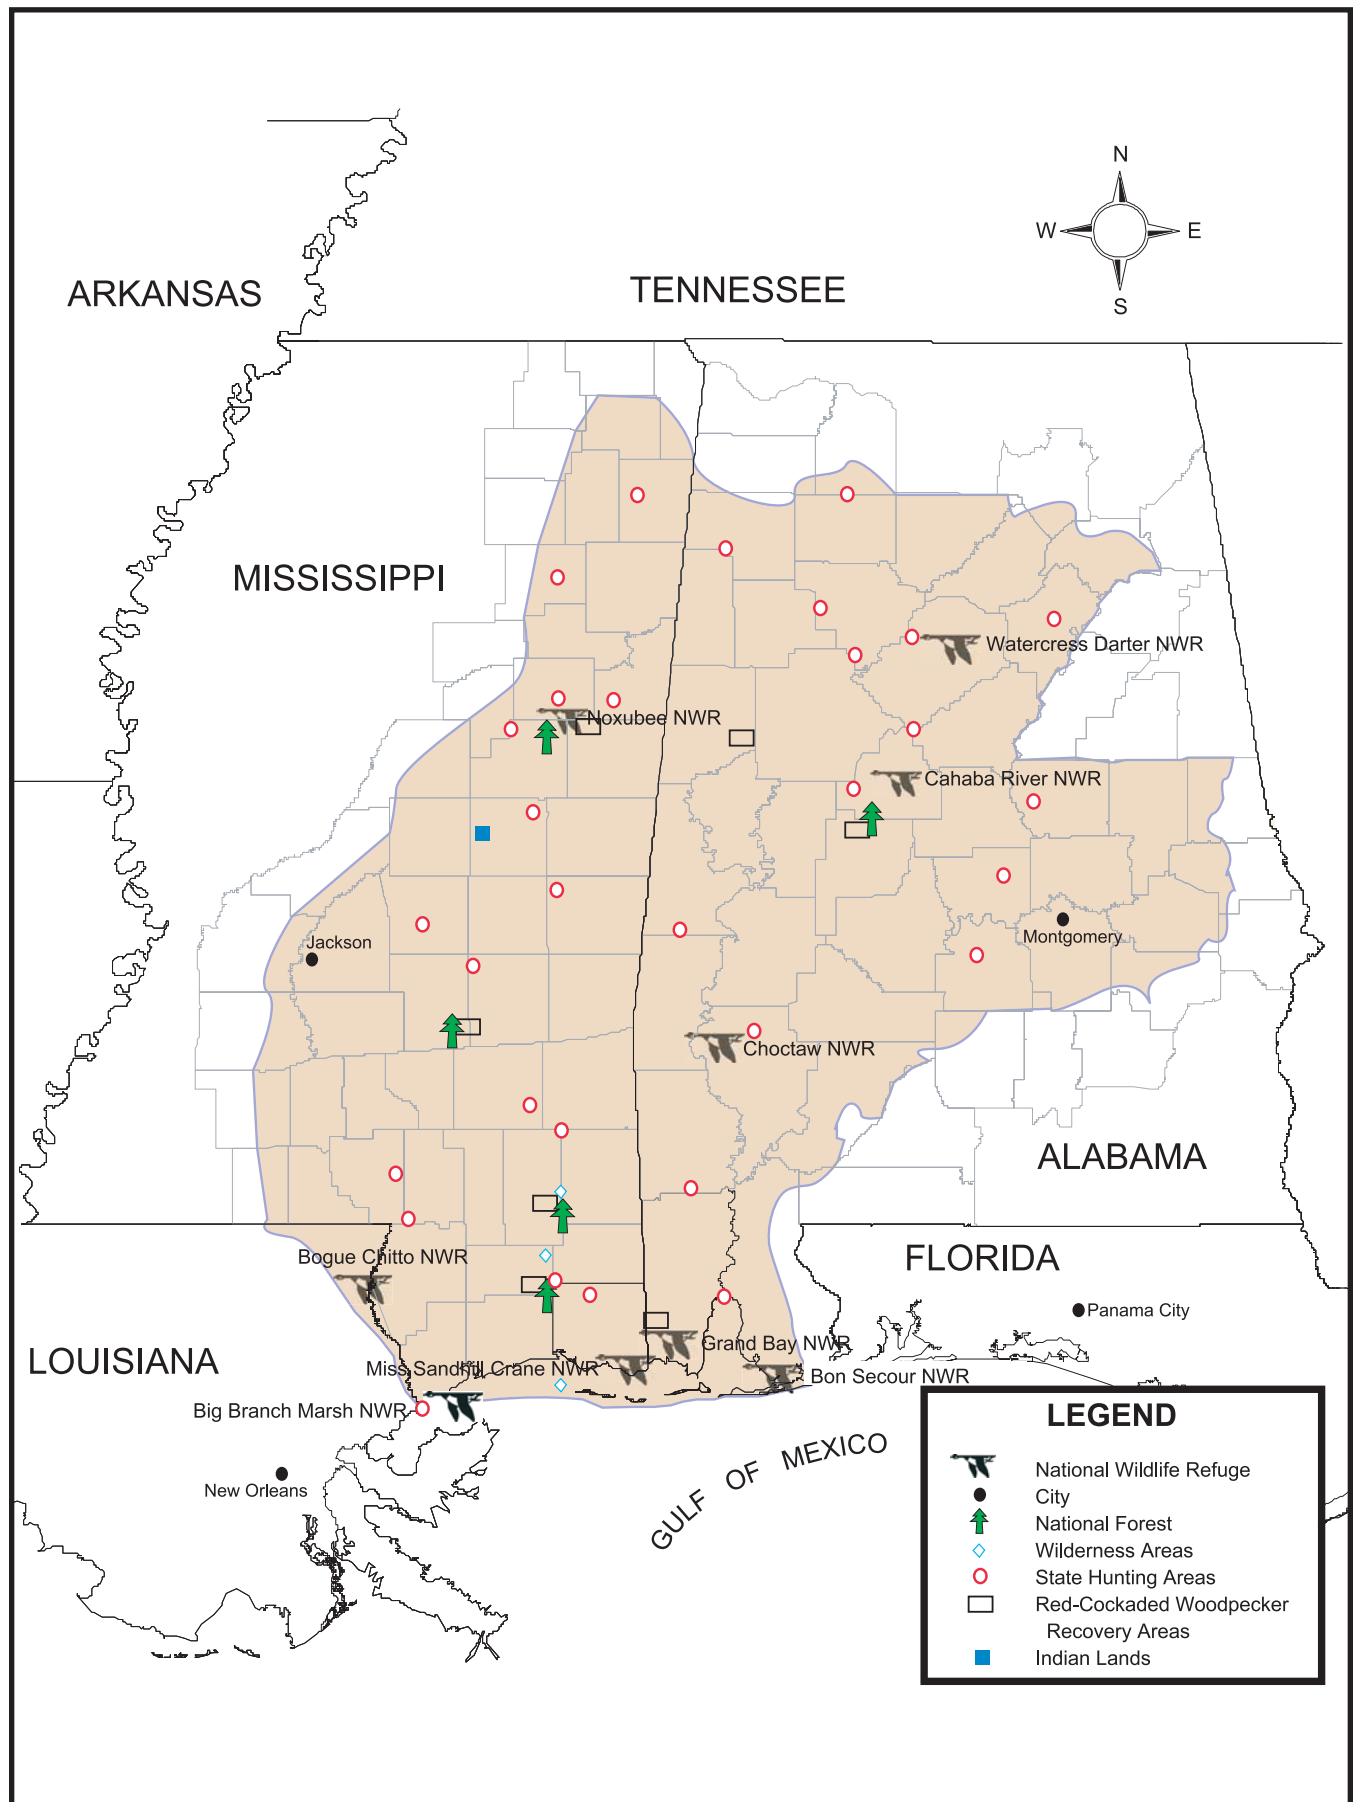 N
W
E
S
ARKANSAS
TENNESSEE
MISSISSIPPI
Watercress Darter NWR
Noxubee NWR
Cahaba River NWR
Jackson
Montgomery
Choctaw NWR
ALABAMA
Bogue Chitto NWR
FLORIDA
Panama City
Grand Bay NWR
LOUISIANA
Miss Sandhill Crane NWR
Bon Secour NWR
Big Branch Marsh NWR
New Orleans
GULF OF MEXICO
LEGEND
National Wildlife Refuge
City
National Forest
Wilderness Areas
State Hunting Areas
Red-Cockaded Woodpecker
Recovery Areas
Indian Lands